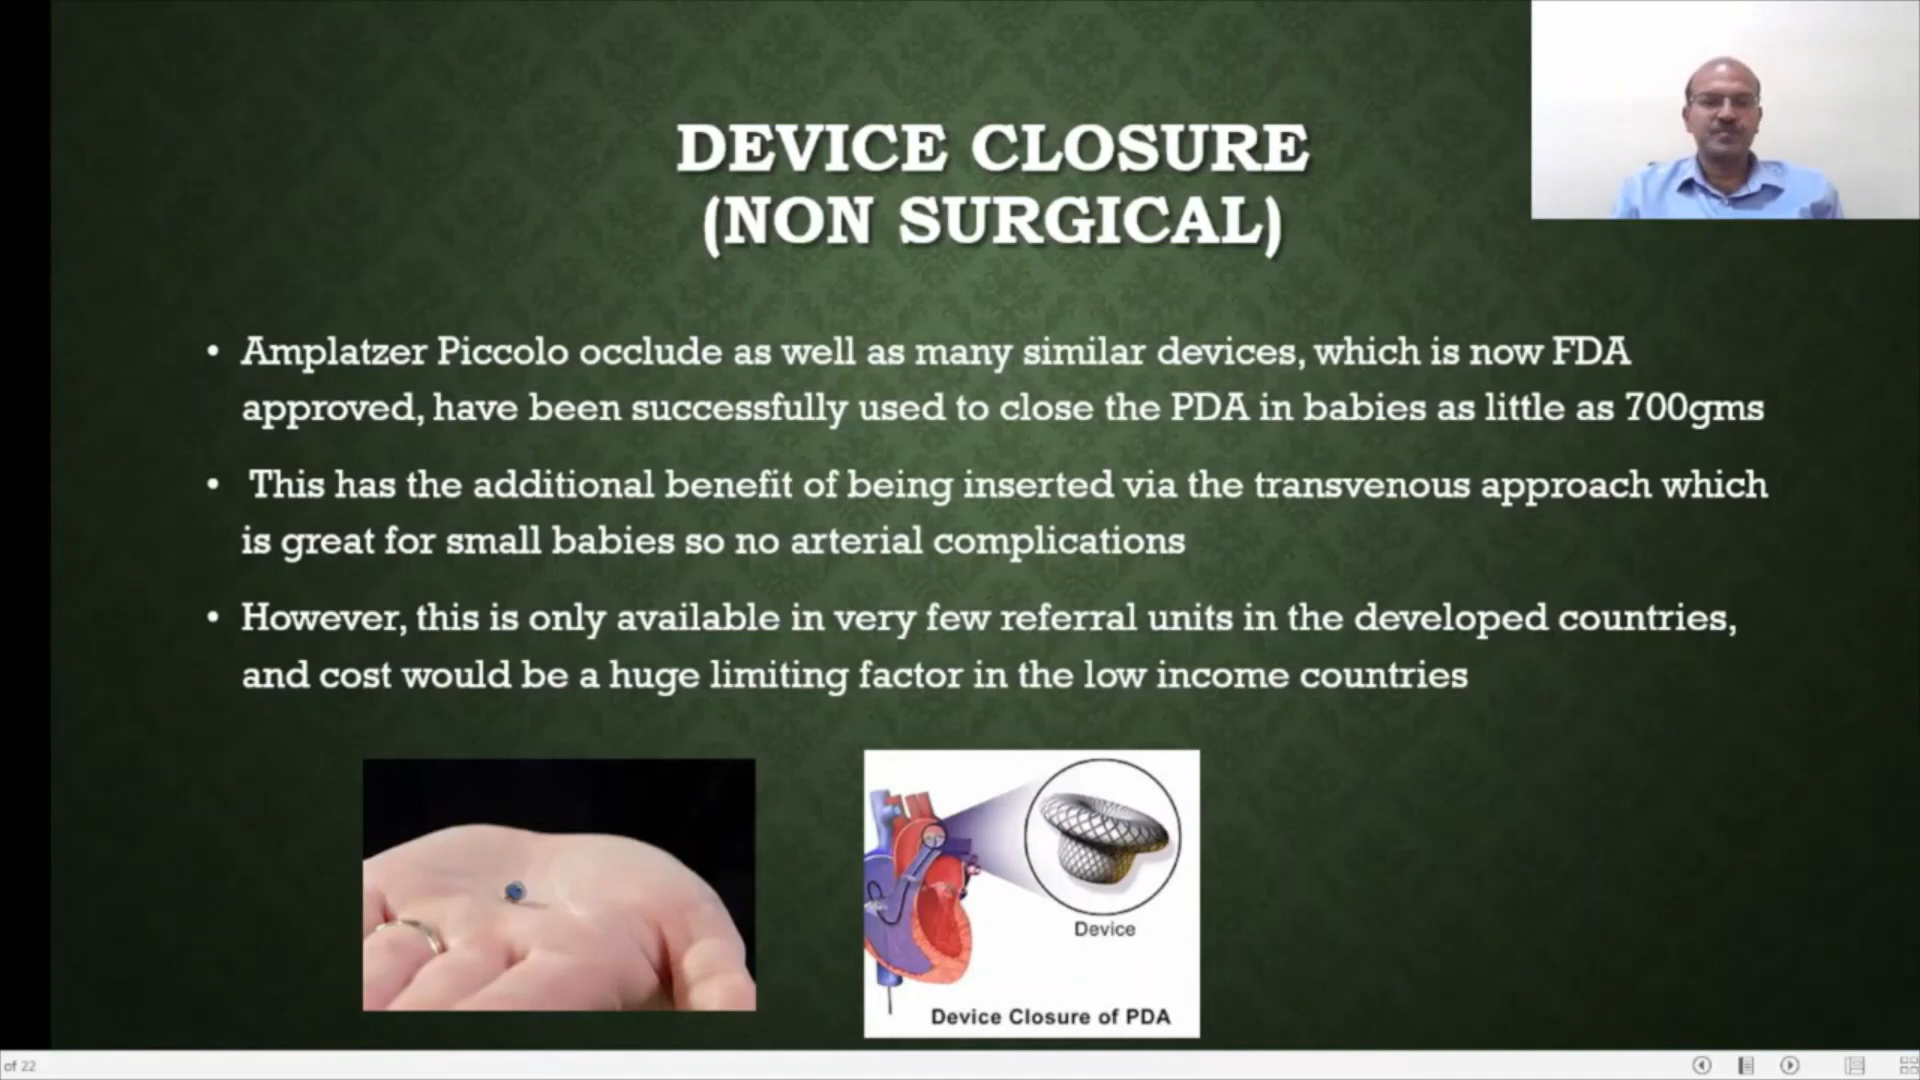 DEVICE CLOSURE
(NON SURGICAL)
• Amplatzer Piccolo occlude as well as many similar devices, which is now FDA
approved, have been successfully used to close the PDA in babies as little as 700gms
• This has the additional benefit of being inserted via the transvenous approach which
is great for small babies so no arterial complications
• However, this is only available in very few referral units in the developed countries,
and cost would be a huge limiting factor in the low income countries
Device
Device Closure of PDA
of 22